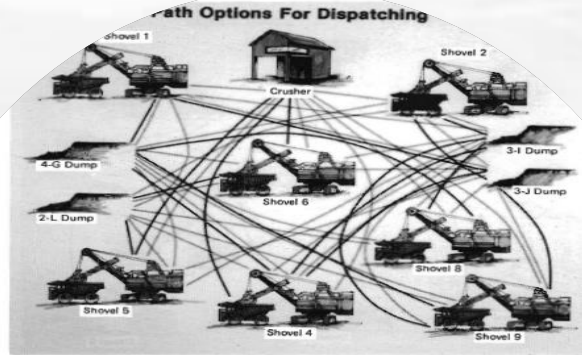 Path Options For Dispatching
Shovel 1
Shovel 2
Crusher
4-G Dump
3-I Dump
3-J Dump
Shovel 6
2-L Dump
Shovel 8
Shovel 5
Shovel 4
Shovel 9